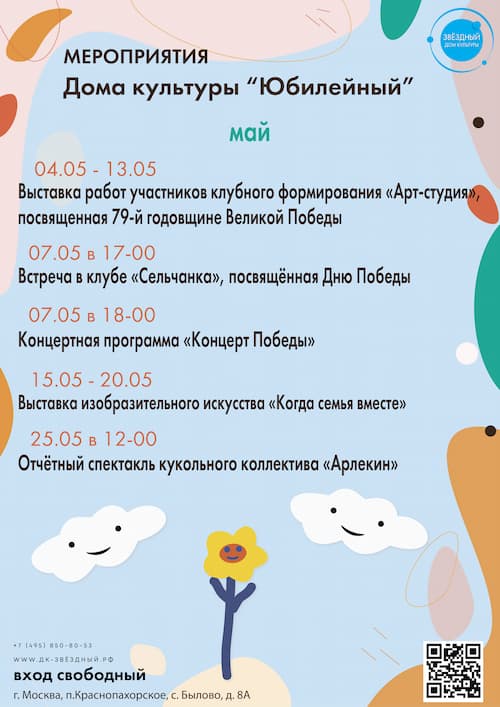 ЗВЁЗДНЫЙ
ДОМ КУЛЬТУРЫ
МЕРОПРИЯТИЯ
Дома культуры “Юбилейный”
май
04.05 - 13.05
Выставка работ участников клубного формирования «Арт-студия»,
посвященная 79-й годовщине Великой Победы
07.05 в 17-00
Встреча в клубе «Сельчанка», посвящённая Дню Победы
07.05 в 18-00
Концертная программа «Концерт Победы»
15.05 - 20.05
Выставка изобразительного искусства «Когда семья вместе»
25.05 в 12-00
Отчётный спектакль кукольного коллектива «Арлекин»
+7 (495) 850-80-53
WWW.ДК-ЗВЁЗДНЫЙ.РФ
вход свободный
г. Москва, п.Краснопахорское, с. Былово, д. 8А